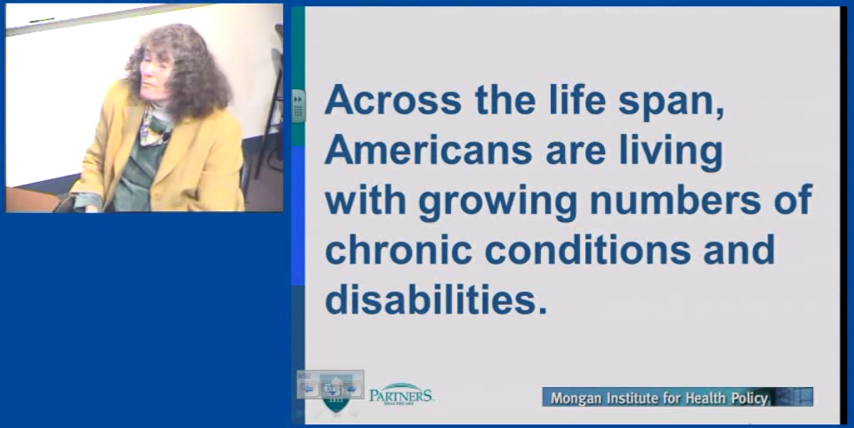 Across the life span,
Americans are living
with growing numbers of
chronic conditions and
disabilities.
PARTNERS
HEALTHCARE
Mongan Institute for Health Policy